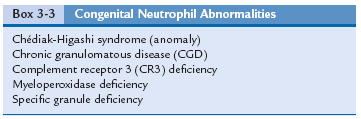 Box 3-3 Congenital Neutrophil Abnormalities
Chédiak-Higashi syndrome (anomaly)
Chronic granulomatous disease (CGD)
Complement receptor 3 (CR3) deficiency
Myeloperoxidase deficiency
Specific granule deficiency